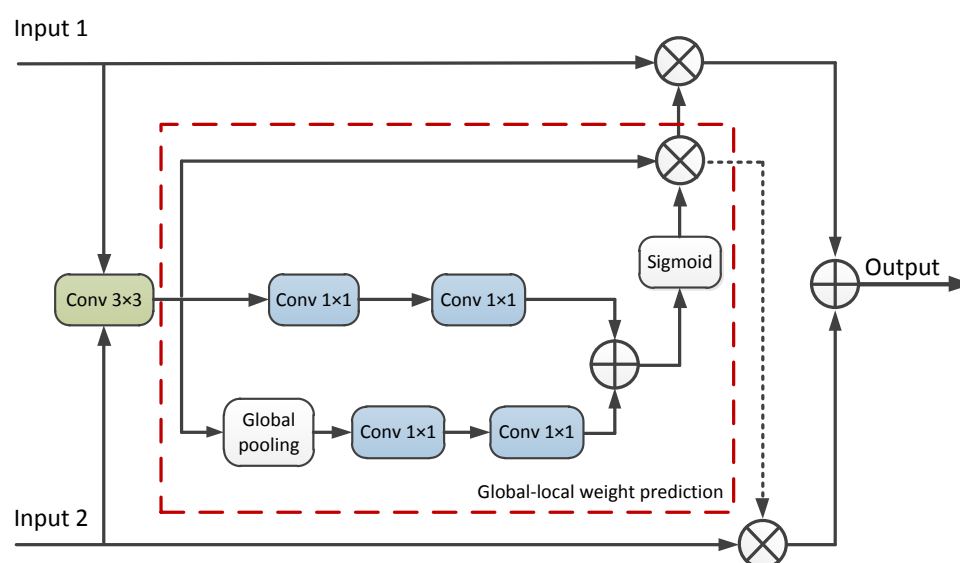 Input 1
Sigmoid
Output
Conv 3×3
Conv 1×1
Conv 1×1
Global
pooling
Conv 1×1
Conv 1×1
Global-local weight prediction
Input 2